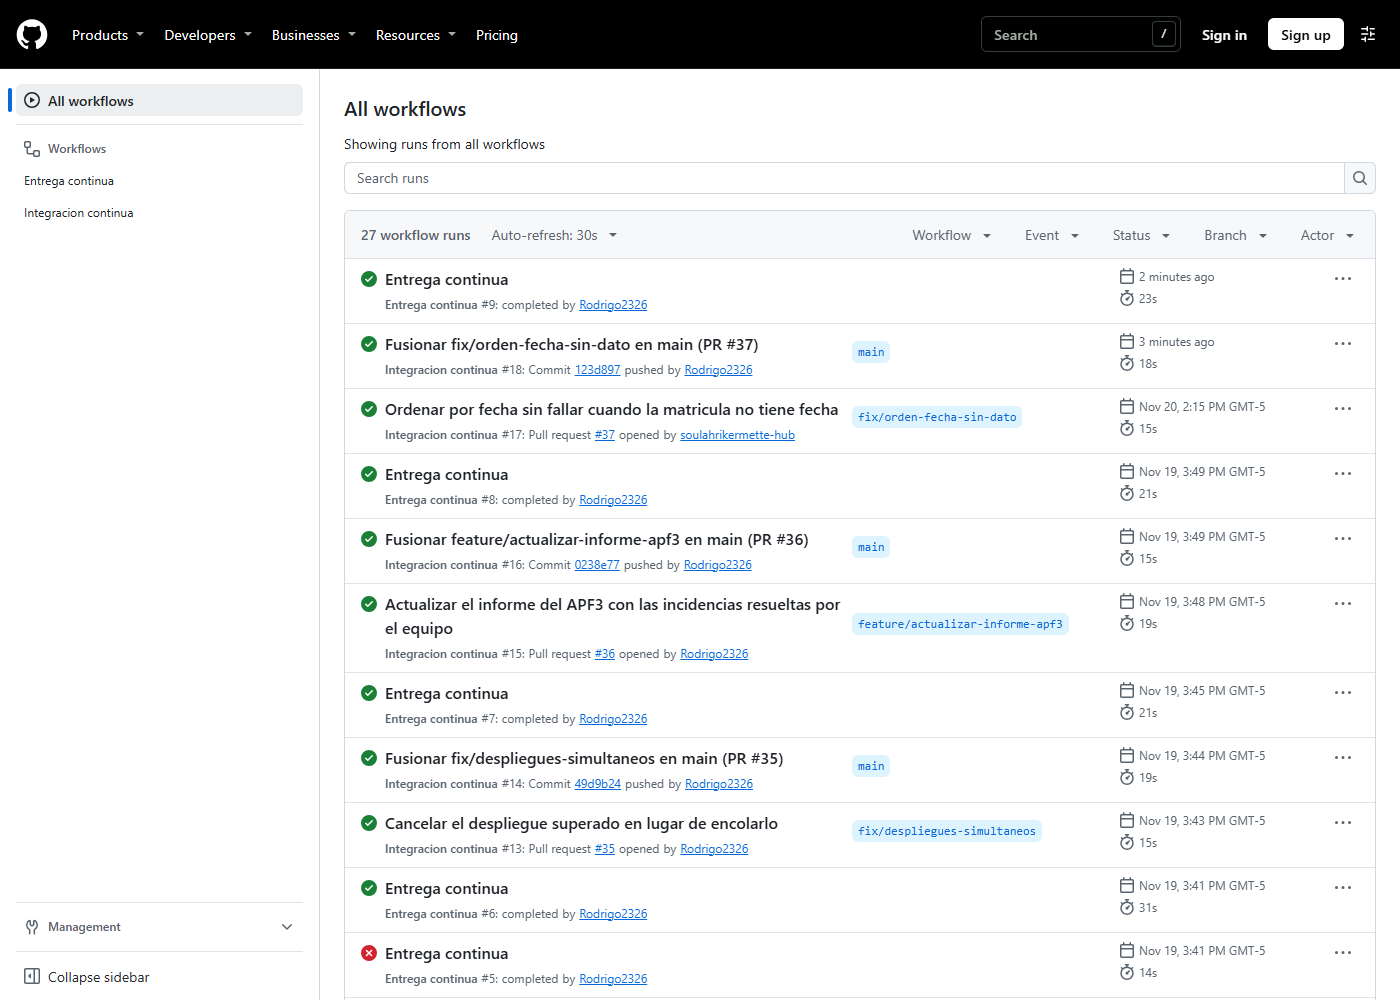 Products Developers Businesses Resources Pricing Search / Sign in Sign up
All workflows
Workflows
Entrega continua
Integracion continua
Management
Collapse sidebar
All workflows
Showing runs from all workflows
Search runs
27 workflow runs Auto-refresh: 30s Workflow Event Status Branch Actor
Entrega continua 2 minutes ago
Entrega continua #9: completed by Rodrigo2326 23s
Fusionar fix/orden-fecha-sin-dato en main (PR #37) main 3 minutes ago
Integracion continua #18: Commit 123d897 pushed by Rodrigo2326 18s
Ordenar por fecha sin fallar cuando la matricula no tiene fecha fix/orden-fecha-sin-dato Nov 20, 2:15 PM GMT-5
Integracion continua #17: Pull request #37 opened by soulahrikermette-hub 15s
Entrega continua Nov 19, 3:49 PM GMT-5
Entrega continua #8: completed by Rodrigo2326 21s
Fusionar feature/actualizar-informe-apf3 en main (PR #36) main Nov 19, 3:49 PM GMT-5
Integracion continua #16: Commit 0238e77 pushed by Rodrigo2326 15s
Actualizar el informe del APF3 con las incidencias resueltas por Nov 19, 3:48 PM GMT-5
el equipo feature/actualizar-informe-apf3 19s
Integracion continua #15: Pull request #36 opened by Rodrigo2326
Entrega continua Nov 19, 3:45 PM GMT-5
Entrega continua #7: completed by Rodrigo2326 21s
Fusionar fix/despliegues-simultaneos en main (PR #35) main Nov 19, 3:44 PM GMT-5
Integracion continua #14: Commit 49d9b24 pushed by Rodrigo2326 19s
Cancelar el despliegue superado en lugar de encolarlo fix/despliegues-simultaneos Nov 19, 3:43 PM GMT-5
Integracion continua #13: Pull request #35 opened by Rodrigo2326 15s
Entrega continua Nov 19, 3:41 PM GMT-5
Entrega continua #6: completed by Rodrigo2326 31s
Entrega continua Nov 19, 3:41 PM GMT-5
Entrega continua #5: completed by Rodrigo2326 14s